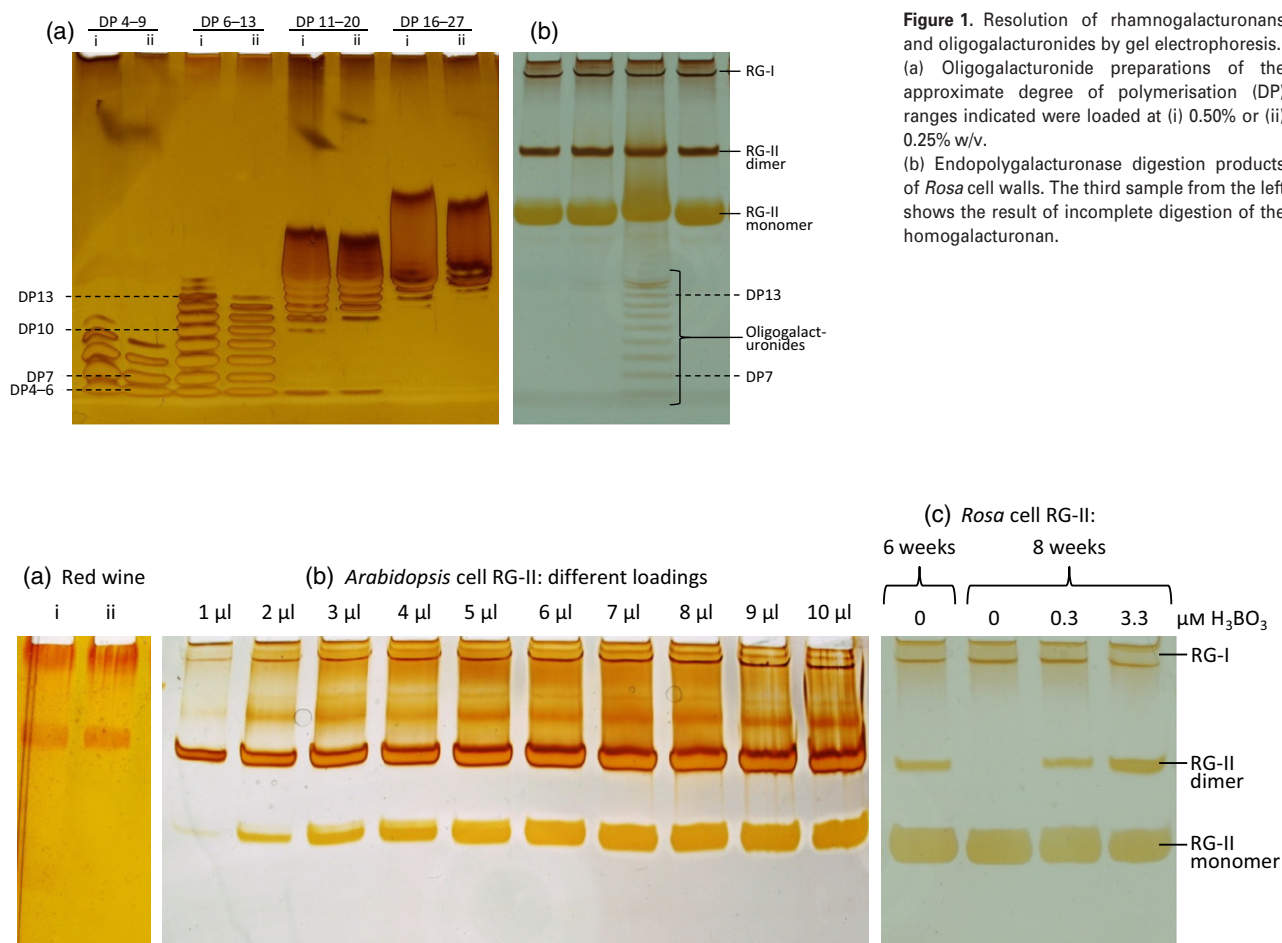 (a)
DP 4–9 DP 6–13 DP 11–20 DP 16–27
i ii i ii i ii i ii
DP13
DP10
DP7
DP4–6
(b)
RG-I
RG-II
dimer
RG-II
monomer
DP13
Oligogalact-
uronides
DP7
Figure 1. Resolution of rhamnogalacturonans
and oligogalacturonides by gel electrophoresis.
(a) Oligogalacturonide preparations of the
approximate degree of polymerisation (DP)
ranges indicated were loaded at (i) 0.50% or (ii)
0.25% w/v.
(b) Endopolygalacturonase digestion products
of Rosa cell walls. The third sample from the left
shows the result of incomplete digestion of the
homogalacturonan.
(a) Red wine
i ii
(b) Arabidopsis cell RG-II: different loadings
1 µl 2 µl 3 µl 4 µl 5 µl 6 µl 7 µl 8 µl 9 µl 10 µl
(c) Rosa cell RG-II:
6 weeks 8 weeks
0 0 0.3 3.3 µM H₃BO₃
RG-I
RG-II
dimer
RG-II
monomer